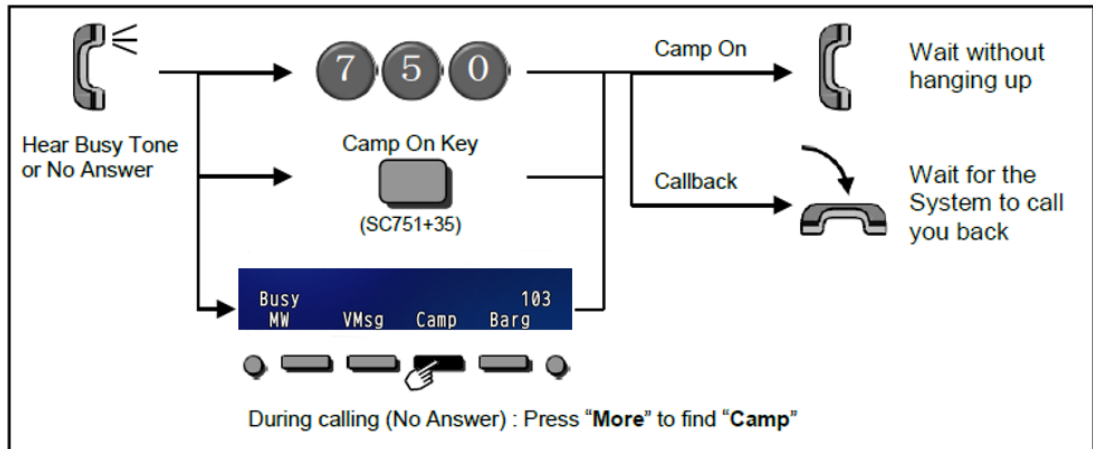 Hear Busy Tone
or No Answer
7 5 0
Camp On Key
(SC751+35)
Busy 103
MW VMsg Camp Barg
During calling (No Answer) : Press “More” to find “Camp”
Camp On
Wait without
hanging up
Callback
Wait for the
System to call
you back